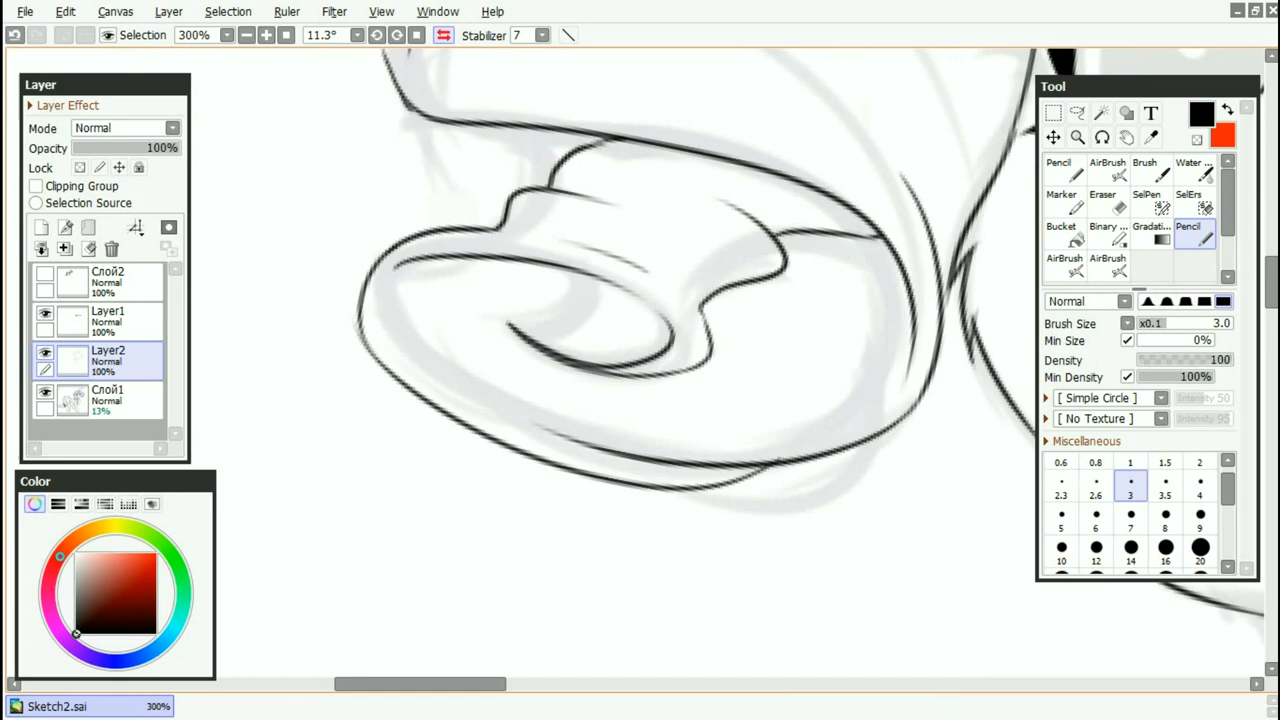 File Edit Canvas Layer Selection Ruler Filter View Window Help
Selection 300% 11.3° Stabilizer 7
Layer
Layer Effect
Mode Normal
Opacity 100%
Lock
Clipping Group
Selection Source
Слой2
Normal
100%
Layer1
Normal
100%
Layer2
Normal
100%
Слой1
Normal
13%
Color
Tool
T
Pencil AirBrush Brush Water ...
Marker Eraser SelPen SelErs
Bucket Binary ... Gradati... Pencil
AirBrush AirBrush
Normal
Brush Size x0.1 3.0
Min Size 0%
Density 100
Min Density 100%
[ Simple Circle ] Intensity 50
[ No Texture ] Intensity 95
Miscellaneous
0.6 0.8 1 1.5 2
2.3 2.6 3 3.5 4
5 6 7 8 9
10 12 14 16 20
Sketch2.sai 300%